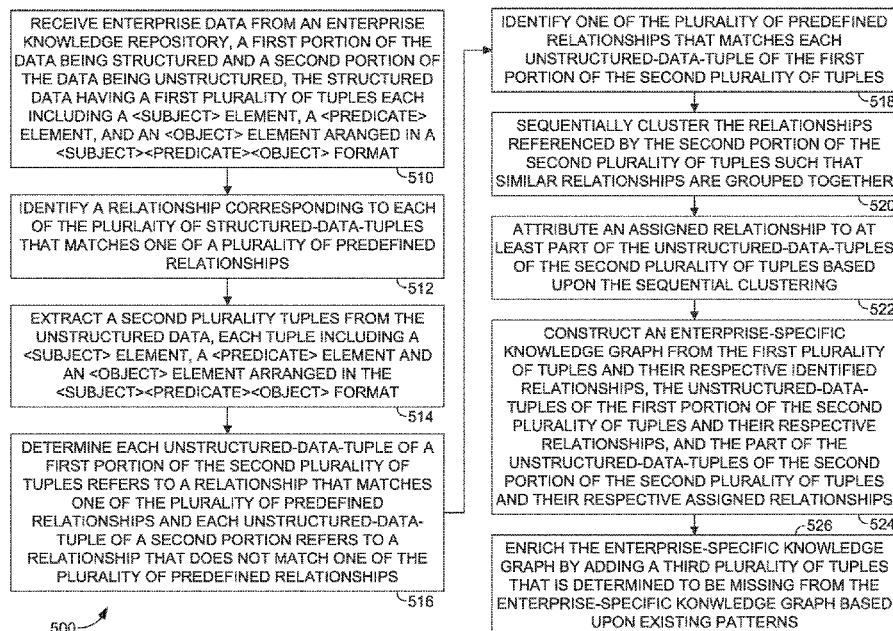 RECEIVE ENTERPRISE DATA FROM AN ENTERPRISE
KNOWLEDGE REPOSITORY, A FIRST PORTION OF THE
DATA BEING STRUCTURED AND A SECOND PORTION OF
THE DATA BEING UNSTRUCTURED, THE STRUCTURED
DATA HAVING A FIRST PLURALITY OF TUPLES EACH
INCLUDING A <SUBJECT> ELEMENT, A <PREDICATE>
ELEMENT, AND AN <OBJECT> ELEMENT ARANGED IN A
<SUBJECT><PREDICATE><OBJECT> FORMAT
510
IDENTIFY A RELATIONSHIP CORRESPONDING TO EACH
OF THE PLURLAITY OF STRUCTURED-DATA-TUPLES
THAT MATCHES ONE OF A PLURALITY OF PREDEFINED
RELATIONSHIPS
512
EXTRACT A SECOND PLURALITY TUPLES FROM THE
UNSTRUCTURED DATA, EACH TUPLE INCLUDING A
<SUBJECT> ELEMENT, A <PREDICATE> ELEMENT AND
AN <OBJECT> ELEMENT ARRANGED IN THE
<SUBJECT><PREDICATE><OBJECT> FORMAT
514
DETERMINE EACH UNSTRUCTURED-DATA-TUPLE OF A
FIRST PORTION OF THE SECOND PLURALITY OF
TUPLES REFERS TO A RELATIONSHIP THAT MATCHES
ONE OF THE PLURALITY OF PREDEFINED
RELATIONSHIPS AND EACH UNSTRUCTURED-DATA-
TUPLE OF A SECOND PORTION REFERS TO A
RELATIONSHIP THAT DOES NOT MATCH ONE OF THE
PLURALITY OF PREDEFINED RELATIONSHIPS
516
500
IDENTIFY ONE OF THE PLURALITY OF PREDEFINED
RELATIONSHIPS THAT MATCHES EACH
UNSTRUCTURED-DATA-TUPLE OF THE FIRST
PORTION OF THE SECOND PLURALITY OF TUPLES
518
SEQUENTIALLY CLUSTER THE RELATIONSHIPS
REFERENCED BY THE SECOND PORTION OF THE
SECOND PLURALITY OF TUPLES SUCH THAT
SIMILAR RELATIONSHIPS ARE GROUPED TOGETHER
520
ATTRIBUTE AN ASSIGNED RELATIONSHIP TO AT
LEAST PART OF THE UNSTRUCTURED-DATA-TUPLES
OF THE SECOND PLURALITY OF TUPLES BASED
UPON THE SEQUENTIAL CLUSTERING
522
CONSTRUCT AN ENTERPRISE-SPECIFIC
KNOWLEDGE GRAPH FROM THE FIRST PLURALITY
OF TUPLES AND THEIR RESPECTIVE IDENTIFIED
RELATIONSHIPS, THE UNSTRUCTURED-DATA-
TUPLES OF THE FIRST PORTION OF THE SECOND
PLURALITY OF TUPLES AND THEIR RESPECTIVE
RELATIONSHIPS, AND THE PART OF THE
UNSTRUCTURED-DATA-TUPLES OF THE SECOND
PORTION OF THE SECOND PLURALITY OF TUPLES
AND THEIR RESPECTIVE ASSIGNED RELATIONSHIPS
524
526
ENRICH THE ENTERPRISE-SPECIFIC KNOWLEDGE
GRAPH BY ADDING A THIRD PLURALITY OF TUPLES
THAT IS DETERMINED TO BE MISSING FROM THE
ENTERPRISE-SPECIFIC KONWLEDGE GRAPH BASED
UPON EXISTING PATTERNS